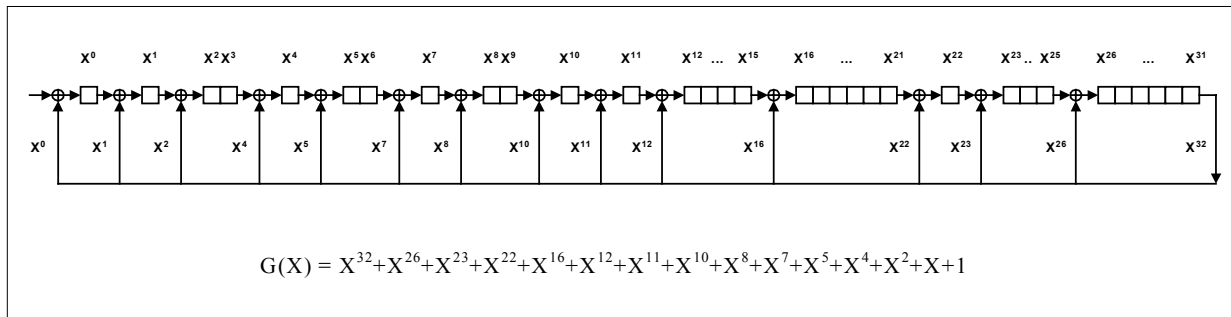 X⁰ X¹ X²X³ X⁴ X⁵X⁶ X⁷ X⁸X⁹ X¹⁰ X¹¹ X¹² ... X¹⁵ X¹⁶ ... X²¹ X²² X²³ .. X²⁵ X²⁶ ... X³¹
X⁰ X¹ X² X⁴ X⁵ X⁷ X⁸ X¹⁰ X¹¹ X¹² X¹⁶ X²² X²³ X²⁶ X³²
G(X) = X³²+X²⁶+X²³+X²²+X¹⁶+X¹²+X¹¹+X¹⁰+X⁸+X⁷+X⁵+X⁴+X²+X+1